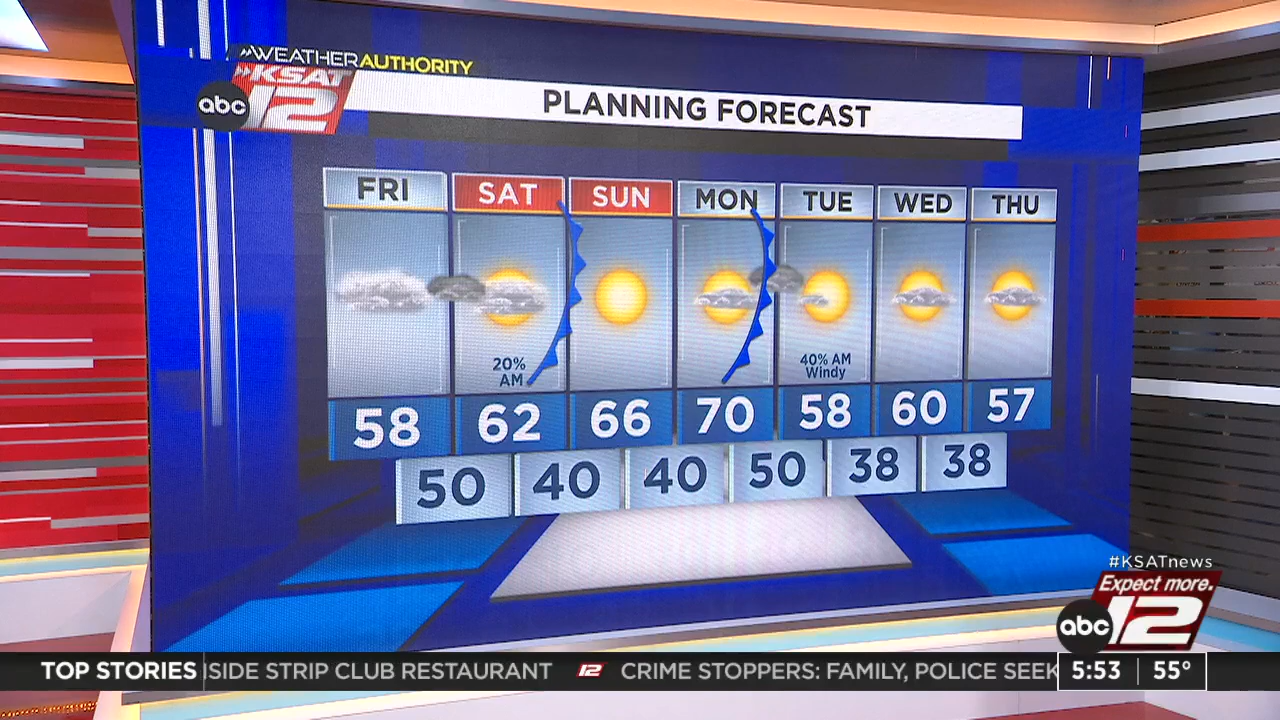 »WEATHERAUTHORITY
»KSAT
abc 12
PLANNING FORECAST
FRI SAT SUN MON TUE WED THU
20%
AM
40% AM
Windy
58 62 66 70 58 60 57
50 40 40 50 38 38
#KSATnews
Expect more.
abc 12
TOP STORIES SIDE STRIP CLUB RESTAURANT 12 CRIME STOPPERS: FAMILY, POLICE SEEK 5:53 55°